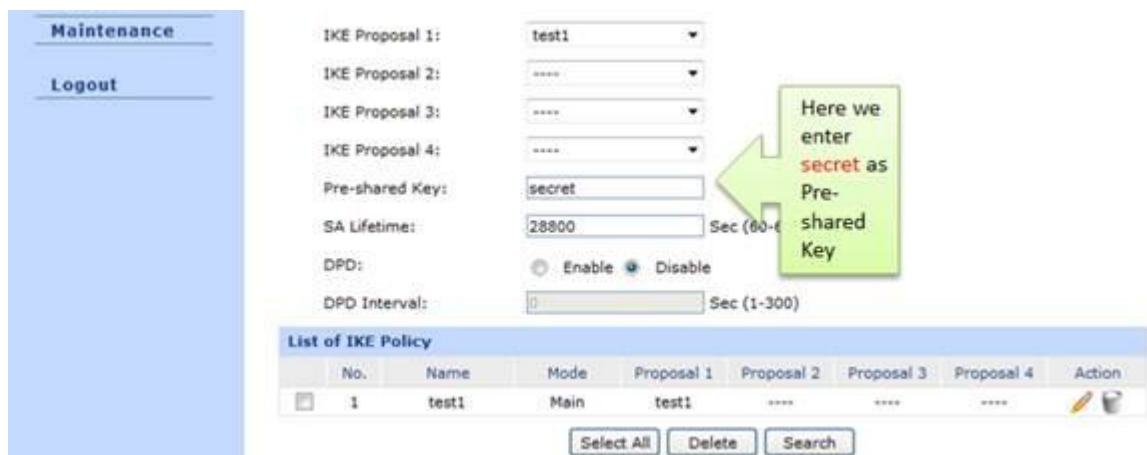 Maintenance
Logout
IKE Proposal 1: test1
IKE Proposal 2: ----
IKE Proposal 3: ----
IKE Proposal 4: ----
Pre-shared Key: secret
SA Lifetime: 28800 Sec (60-
DPD: Enable Disable
DPD Interval: 0 Sec (1-300)
Here we
enter
secret as
Pre-
shared
Key
List of IKE Policy
No. Name Mode Proposal 1 Proposal 2 Proposal 3 Proposal 4 Action
1 test1 Main test1 ---- ---- ----
Select All Delete Search